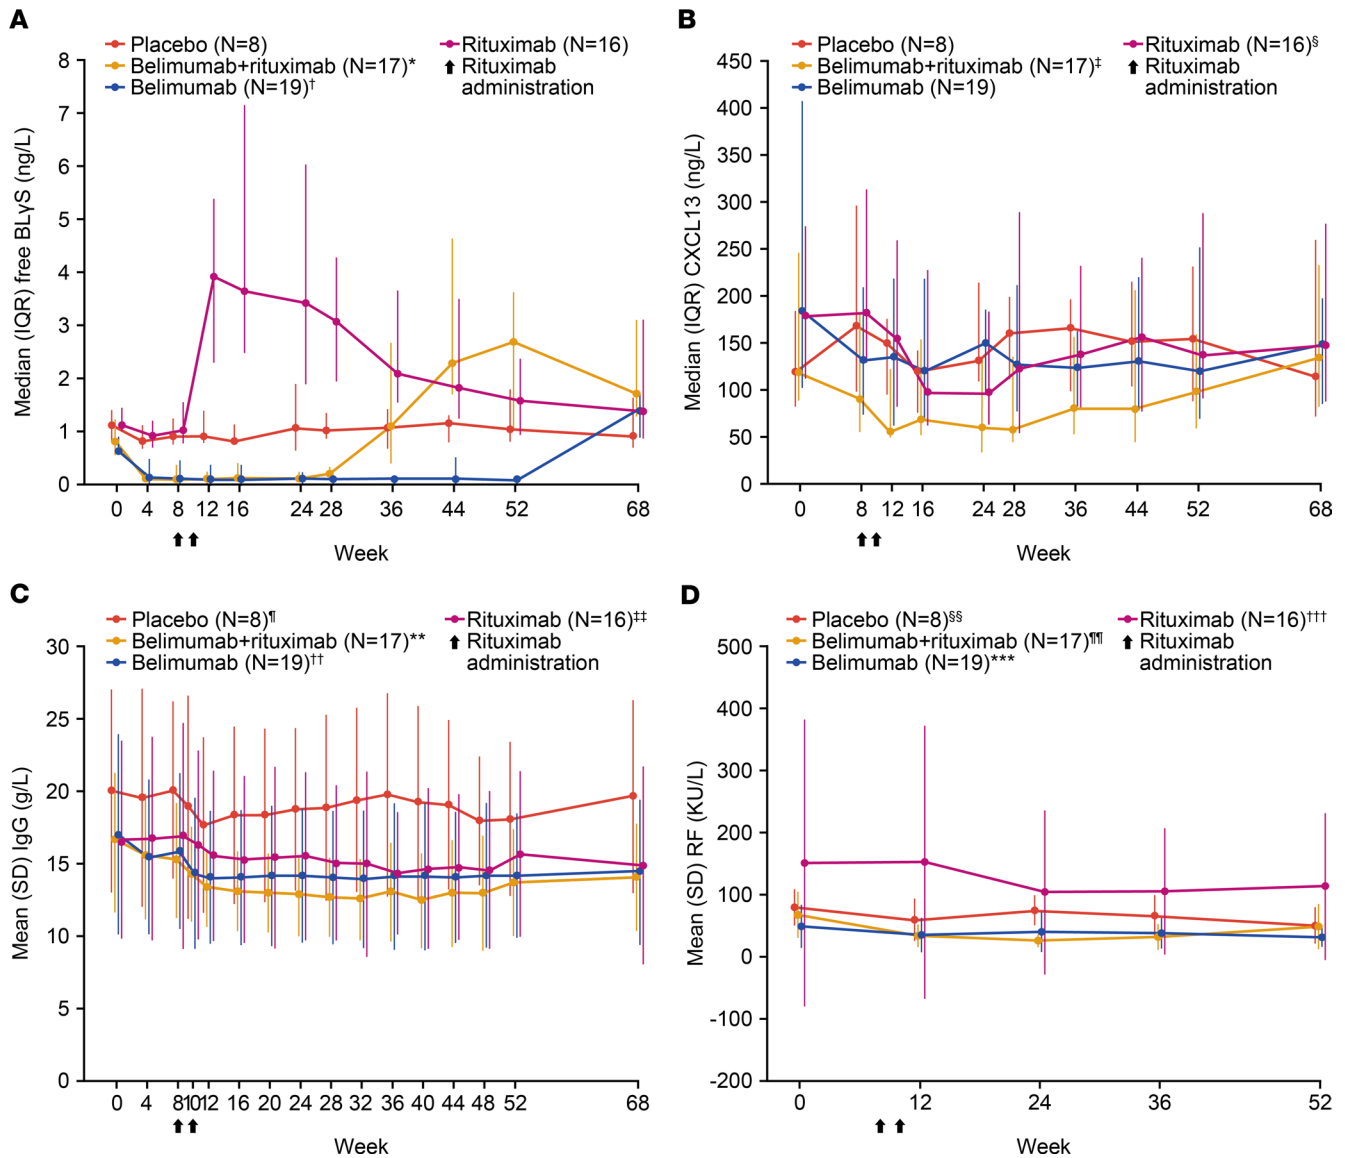 A
Placebo (N=8)
Belimumab+rituximab (N=17)*
Belimumab (N=19)†
Rituximab (N=16)
Rituximab
administration
Median (IQR) free BLyS (ng/L)
8
7
6
5
4
3
2
1
0
0 4 8 12 16 24 28 36 44 52 68
Week
B
Placebo (N=8)
Belimumab+rituximab (N=17)‡
Belimumab (N=19)
Rituximab (N=16)§
Rituximab
administration
Median (IQR) CXCL13 (ng/L)
450
400
350
300
250
200
150
100
50
0
0 8 12 16 24 28 36 44 52 68
Week
C
Placebo (N=8)¶
Belimumab+rituximab (N=17)**
Belimumab (N=19)††
Rituximab (N=16)‡‡
Rituximab
administration
Mean (SD) IgG (g/L)
30
25
20
15
10
5
0
0 4 8 10 12 16 20 24 28 32 36 40 44 48 52 68
Week
D
Placebo (N=8)§§
Belimumab+rituximab (N=17)¶¶
Belimumab (N=19)***
Rituximab (N=16)†††
Rituximab
administration
Mean (SD) RF (KU/L)
500
400
300
200
100
0
-100
-200
0 12 24 36 52
Week